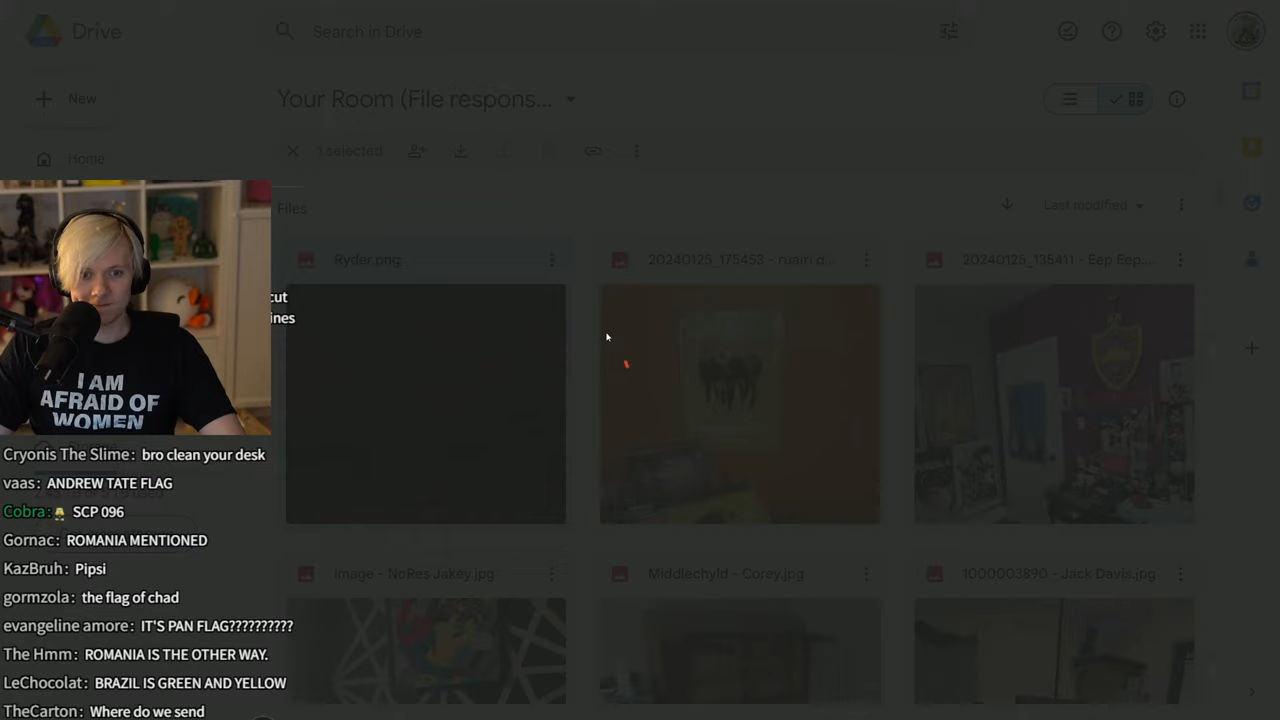 Drive
Search in Drive
New
Your Room (File respons...
Home
1 selected
Files
Last modified
Ryder.png
20240125_175453 - ruain d...
20240125_135411 - Eep Eep....
cut
ines
I AM
AFRAID OF
WOMEN
Cryonis The Slime: bro clean your desk
vaas: ANDREW TATE FLAG
Cobra: SCP 096
Gornac: ROMANIA MENTIONED
KazBruh: Pipsi
image - NoRes Jakey.jpg
Middlechyld - Corey.jpg
1000003890 - Jack Davis.jpg
gormzola: the flag of chad
evangeline amore: IT'S PAN FLAG??????????
The Hmm: ROMANIA IS THE OTHER WAY.
LeChocolat: BRAZIL IS GREEN AND YELLOW
TheCarton: Where do we send